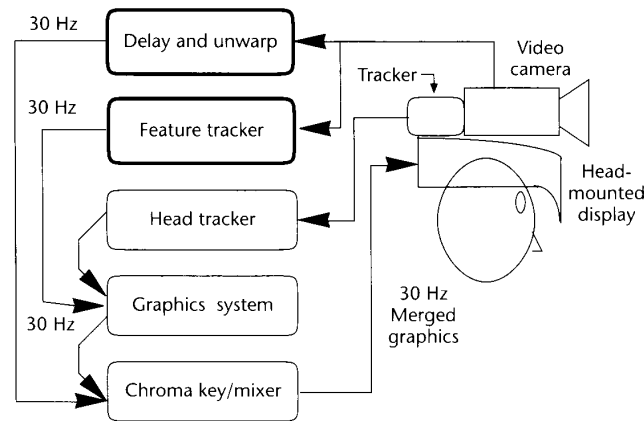 30 Hz
Delay and unwarp
Video
camera
Tracker
30 Hz
Feature tracker
Head-
mounted
display
Head tracker
30 Hz
Merged
graphics
Graphics system
30 Hz
Chroma key/mixer